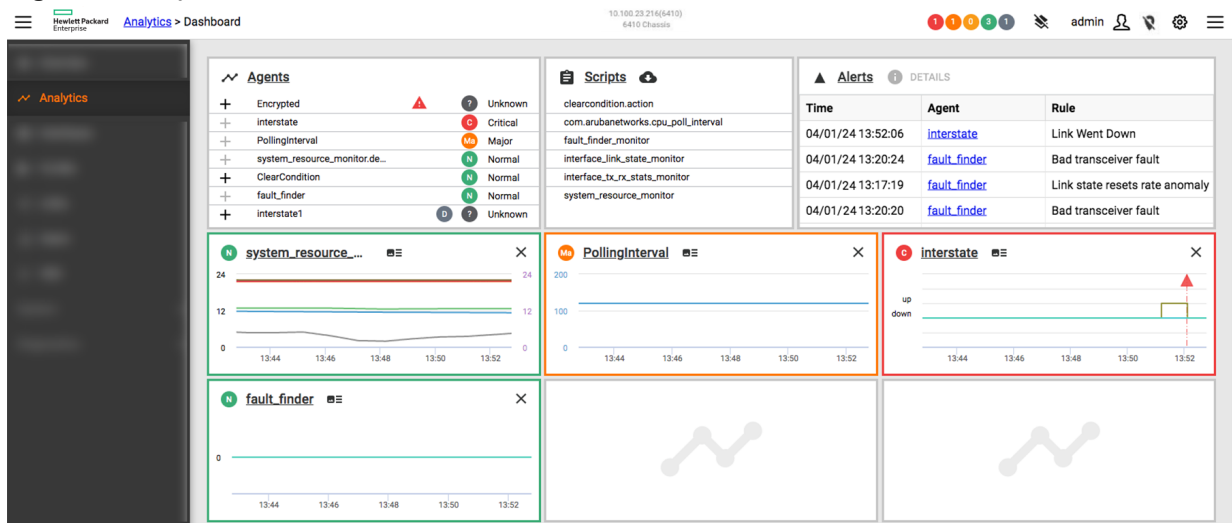 Hewlett Packard
Enterprise
Analytics > Dashboard
10.100.23.216(6410)
6410 Chassis
1 1 0 3 1
admin
Analytics
Agents
Encrypted ? Unknown
interstate C Critical
PollingInterval Ma Major
system_resource_monitor.de... N Normal
ClearCondition N Normal
fault_finder N Normal
interstate1 D ? Unknown
Scripts
clearcondition.action
com.arubanetworks.cpu_poll_interval
fault_finder_monitor
interface_link_state_monitor
interface_tx_rx_stats_monitor
system_resource_monitor
Alerts i DETAILS
Time Agent Rule
04/01/24 13:52:06 interstate Link Went Down
04/01/24 13:20:24 fault_finder Bad transceiver fault
04/01/24 13:17:19 fault_finder Link state resets rate anomaly
04/01/24 13:20:20 fault_finder Bad transceiver fault
N system_resource_...
24 24
12 12
0 0
13:44 13:46 13:48 13:50 13:52
Ma PollingInterval
200
100
0
13:44 13:46 13:48 13:50 13:52
C interstate
up
down
13:44 13:46 13:48 13:50 13:52
N fault_finder
0
13:44 13:46 13:48 13:50 13:52